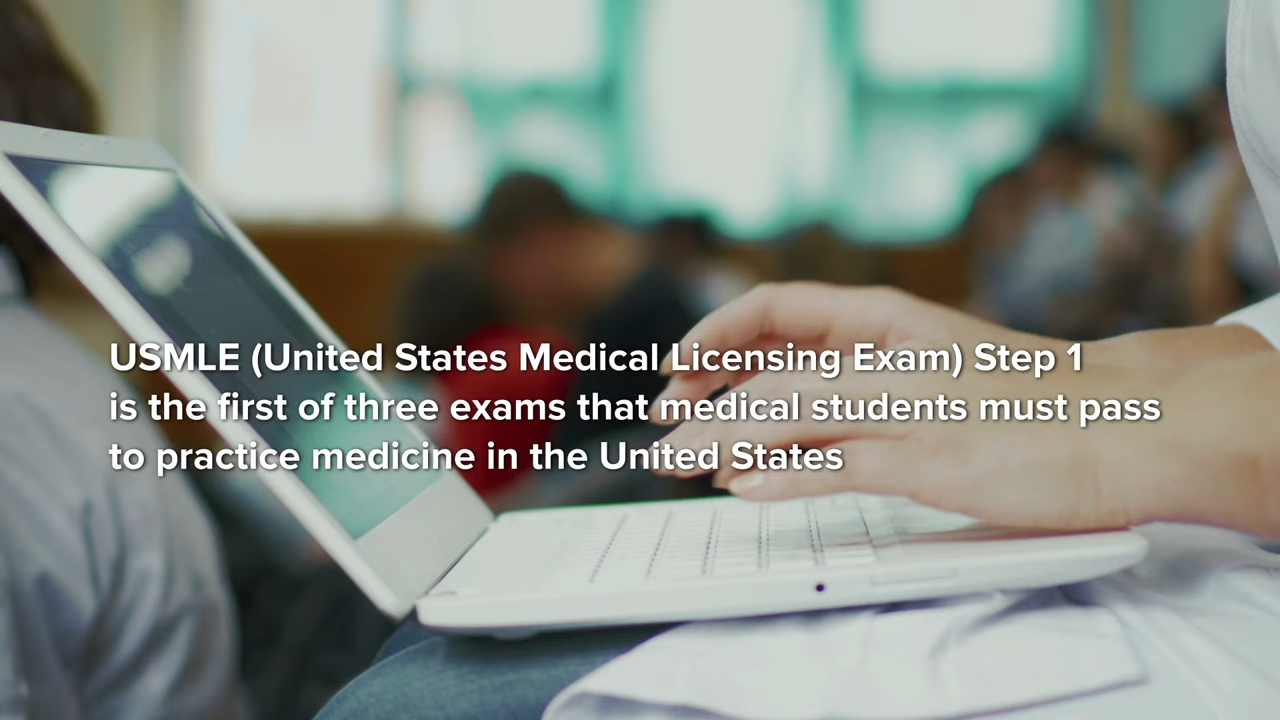 USMLE (United States Medical Licensing Exam) Step 1
is the first of three exams that medical students must pass
to practice medicine in the United States